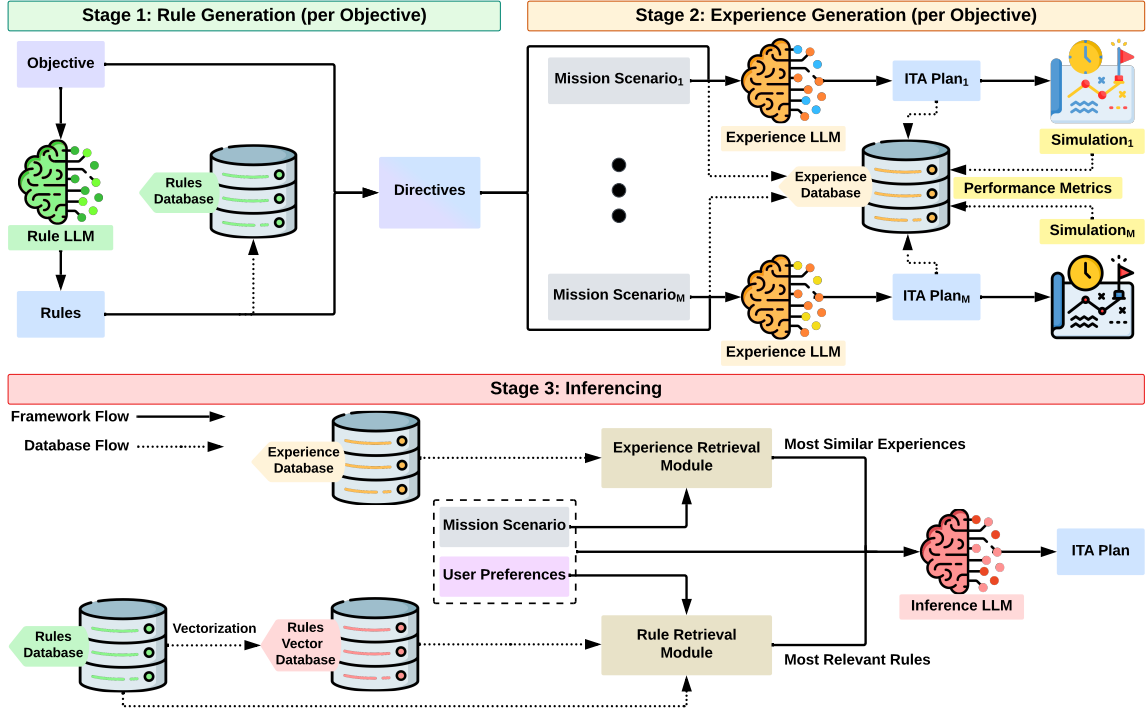 Stage 1: Rule Generation (per Objective)
Objective
Rules
Database
Rule LLM
Rules
Directives
Stage 2: Experience Generation (per Objective)
Mission Scenario₁
Experience LLM
ITA Plan₁
Simulation₁
Experience
Database
Performance Metrics
Simulation_M
Mission Scenario_M
Experience LLM
ITA Plan_M
Stage 3: Inferencing
Framework Flow
Database Flow
Experience
Database
Experience Retrieval
Module
Most Similar Experiences
Mission Scenario
User Preferences
Inference LLM
ITA Plan
Rules
Database
Vectorization
Rules
Vector
Database
Rule Retrieval
Module
Most Relevant Rules